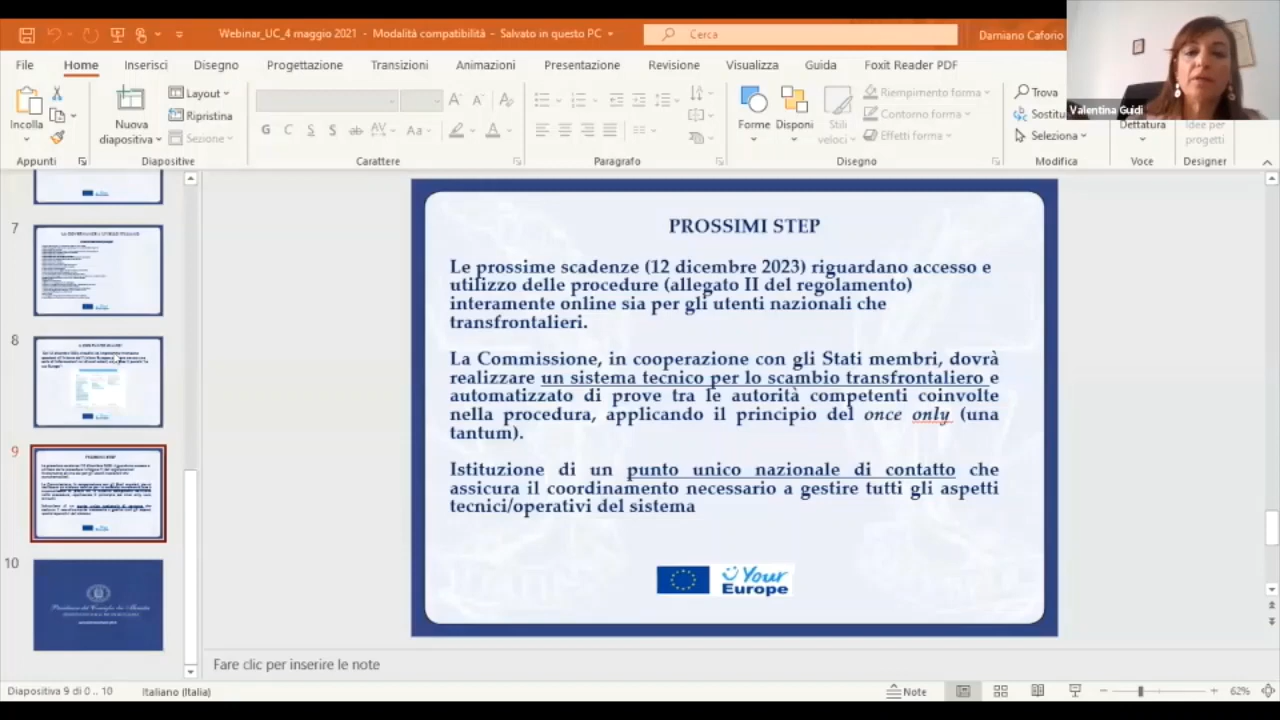 Webinar_UC_4 maggio 2021 - Modalità compatibilità - Salvato in questo PC
Cerca
Damiano Caforio
File Home Inserisci Disegno Progettazione Transizioni Animazioni Presentazione Revisione Visualizza Guida Foxit Reader PDF
Valentina Guidi
Incolla
Nuova
diapositiva
Layout
Ripristina
Sezione
G C S S ab AV Aa A
Forme Disponi Stili
veloci
Riempimento forma
Contorno forma
Effetti forma
Trova
Sostitu
Seleziona
Dettatura
Idee per
progetti
Appunti Diapositive Carattere Paragrafo Disegno Modifica Voce Designer
7
8
9
10
PROSSIMI STEP
Le prossime scadenze (12 dicembre 2023) riguardano accesso e
utilizzo delle procedure (allegato II del regolamento)
interamente online sia per gli utenti nazionali che
transfrontalieri.
La Commissione, in cooperazione con gli Stati membri, dovrà
realizzare un sistema tecnico per lo scambio transfrontaliero e
automatizzato di prove tra le autorità competenti coinvolte
nella procedura, applicando il principio del once only (una
tantum).
Istituzione di un punto unico nazionale di contatto che
assicura il coordinamento necessario a gestire tutti gli aspetti
tecnici/operativi del sistema
Your
Europe
Fare clic per inserire le note
Diapositiva 9 di 0 .. 10 Italiano (Italia) Note 62%